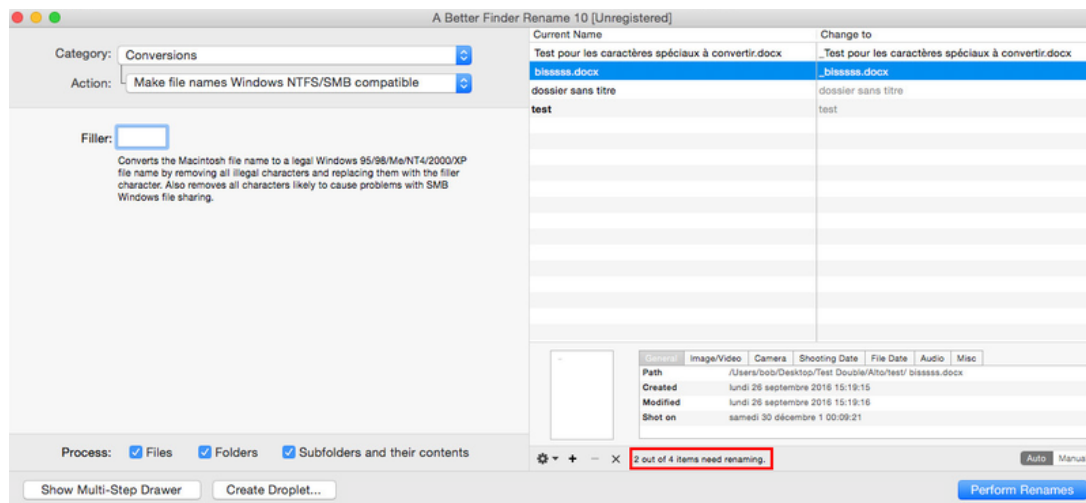 A Better Finder Rename 10 [Unregistered]
Category: Conversions
Action: Make file names Windows NTFS/SMB compatible
Filler:
Converts the Macintosh file name to a legal Windows 95/98/Me/NT4/2000/XP
file name by removing all illegal characters and replacing them with the filler
character. Also removes all characters likely to cause problems with SMB
Windows file sharing.
Process: Files Folders Subfolders and their contents
Show Multi-Step Drawer Create Droplet...
Current Name Change to
Test pour les caractères spéciaux à convertir.docx _Test pour les caractères spéciaux à convertir.docx
bisssss.docx _bisssss.docx
dossier sans titre dossier sans titre
test test
General Image/Video Camera Shooting Date File Date Audio Misc
Path /Users/bob/Desktop/Test Double/Alto/test/ bisssss.docx
Created lundi 26 septembre 2016 15:19:15
Modified lundi 26 septembre 2016 15:19:16
Shot on samedi 30 décembre 1 00:09:21
2 out of 4 items need renaming.
Auto Manua
Perform Renames